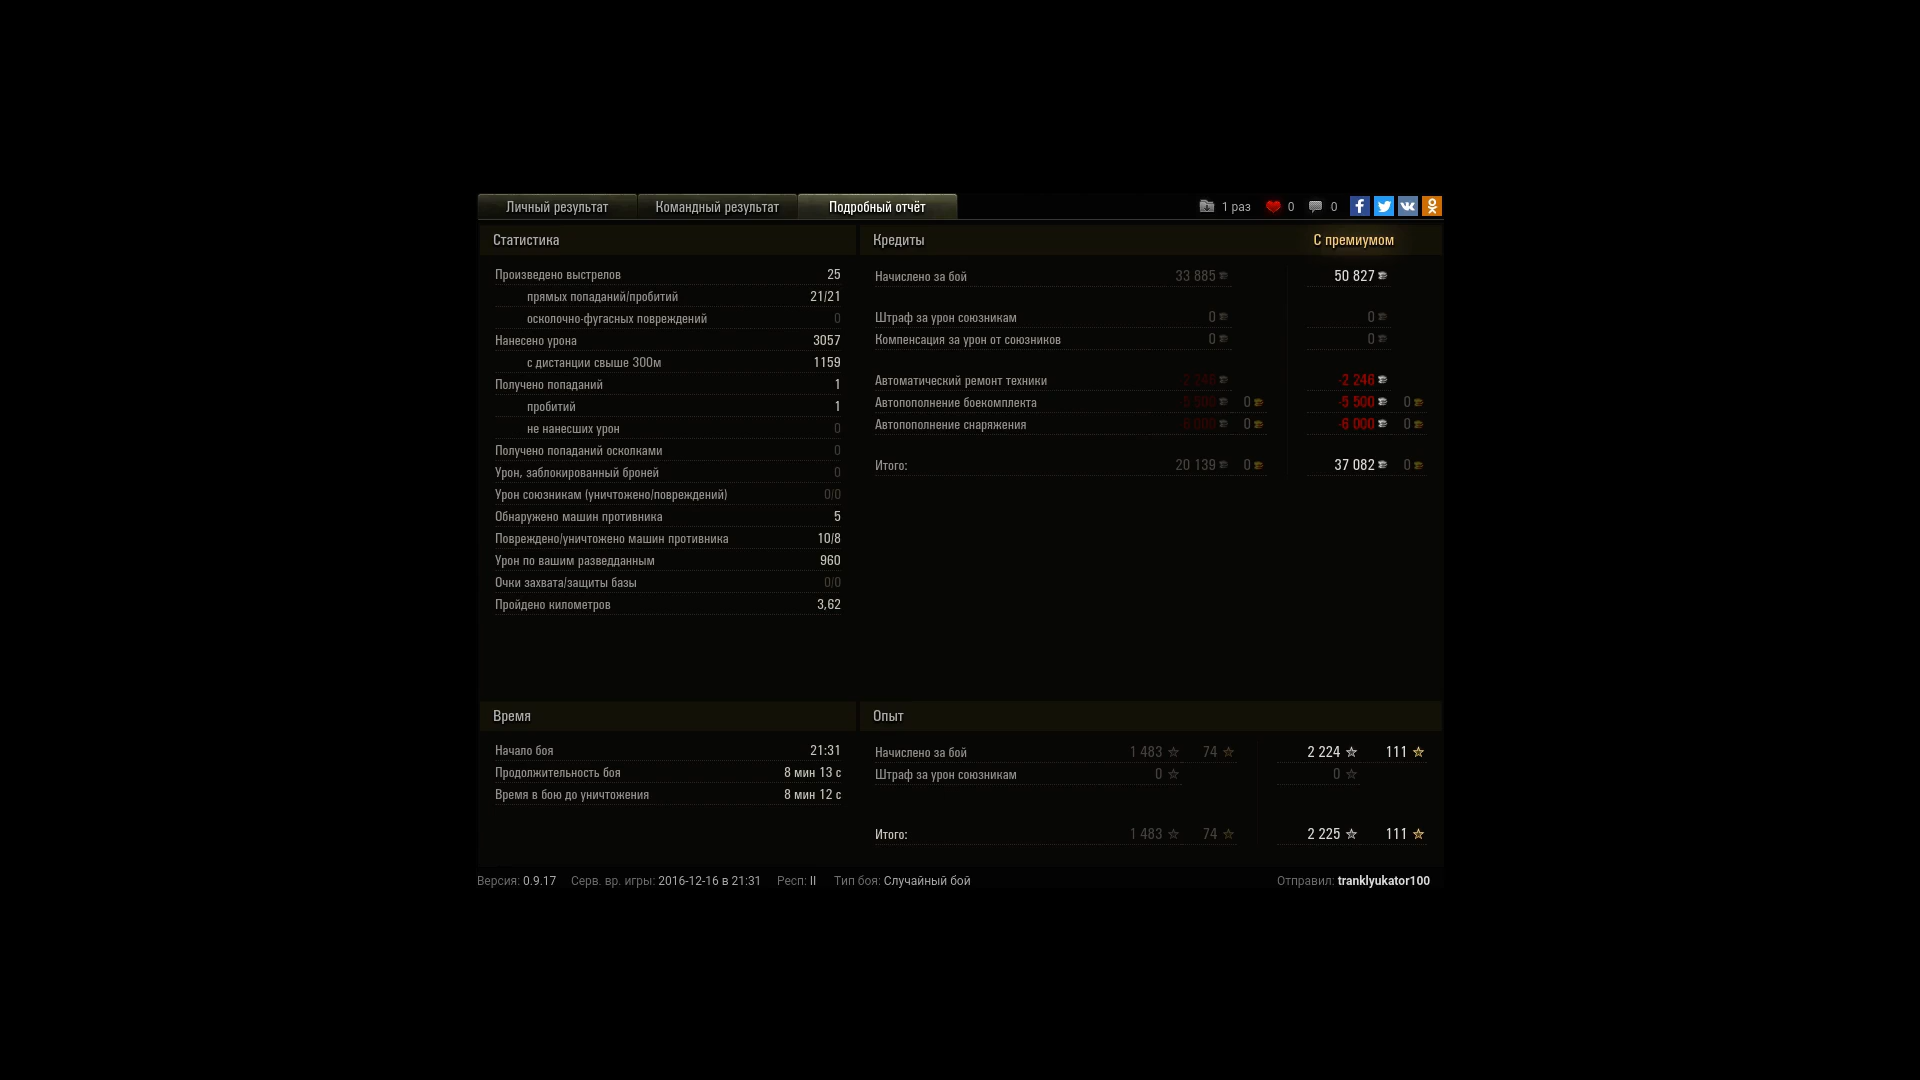 Личный результат Командный результат Подробный отчёт 1 раз 0 0
Статистика
Произведено выстрелов 25
прямых попаданий/пробитий 21/21
осколочно-фугасных повреждений 0
Нанесено урона 3057
с дистанции свыше 300м 1159
Получено попаданий 1
пробитий 1
не нанесших урон 0
Получено попаданий осколками 0
Урон, заблокированный броней 0
Урон союзникам (уничтожено/повреждений) 0/0
Обнаружено машин противника 5
Повреждено/уничтожено машин противника 10/8
Урон по вашим разведданным 960
Очки захвата/защиты базы 0/0
Пройдено километров 3,62
Кредиты С премиумом
Начислено за бой 33 885 50 827
Штраф за урон союзникам 0 0
Компенсация за урон от союзников 0 0
Автоматический ремонт техники -2 246 -2 246
Автопополнение боекомплекта -5 500 0 -5 500 0
Автопополнение снаряжения -6 000 0 -6 000 0
Итого: 20 139 0 37 082 0
Время
Начало боя 21:31
Продолжительность боя 8 мин 13 с
Время в бою до уничтожения 8 мин 12 с
Опыт
Начислено за бой 1 483 74 2 224 111
Штраф за урон союзникам 0 0
Итого: 1 483 74 2 225 111
Версия: 0.9.17 Серв. вр. игры: 2016-12-16 в 21:31 Респ: II Тип боя: Случайный бой Отправил: tranklyukator100